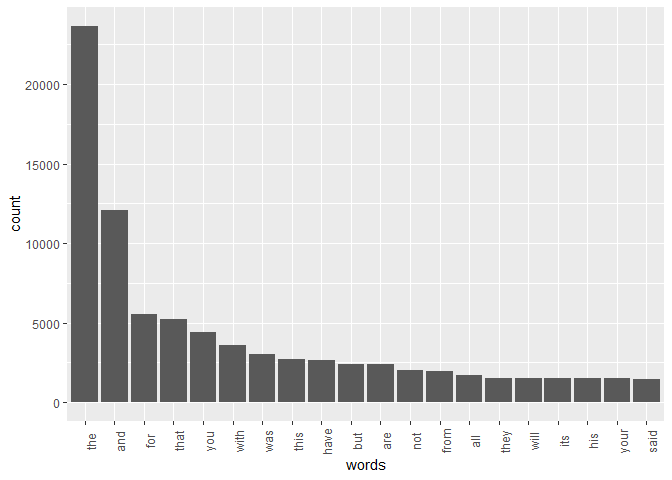 20000
15000
10000
5000
0
count
the and for that you with was this have but are not from all they will its his your said
words